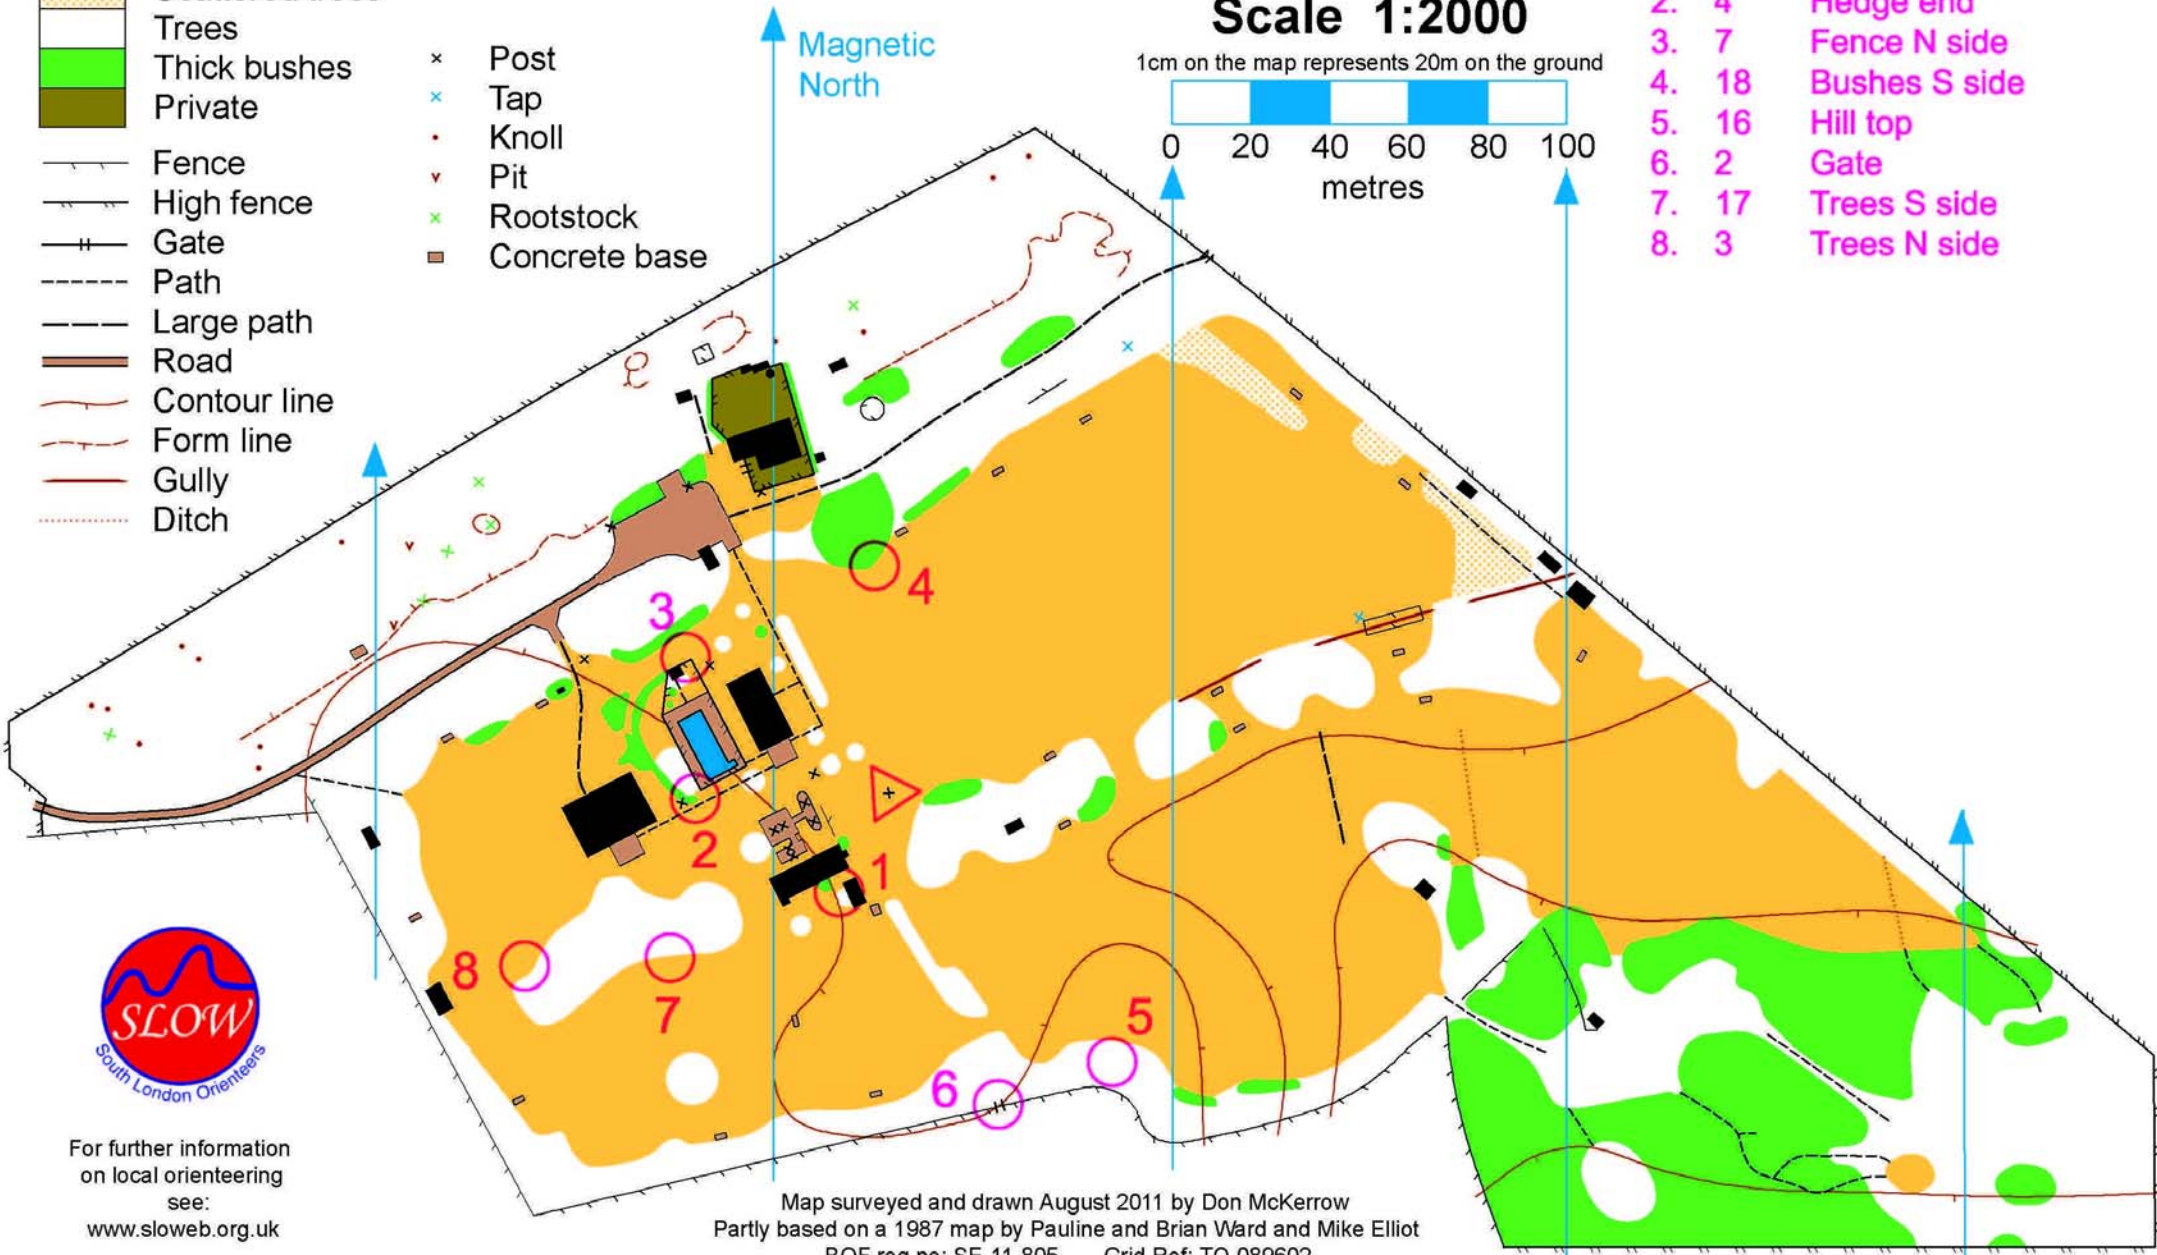 Trees
Thick bushes
Private
Fence
High fence
Gate
Path
Large path
Road
Contour line
Form line
Gully
Ditch
Post
Tap
Knoll
Pit
Rootstock
Concrete base
Magnetic
North
Scale 1:2000
1cm on the map represents 20m on the ground
0 20 40 60 80 100
metres
2. 4 Hedge end
3. 7 Fence N side
4. 18 Bushes S side
5. 16 Hill top
6. 2 Gate
7. 17 Trees S side
8. 3 Trees N side
4
3
2
1
8
7
5
6
SLOW
South London Orienteers
For further information
on local orienteering
see:
www.sloweb.org.uk
Map surveyed and drawn August 2011 by Don McKerrow
Partly based on a 1987 map by Pauline and Brian Ward and Mike Elliot